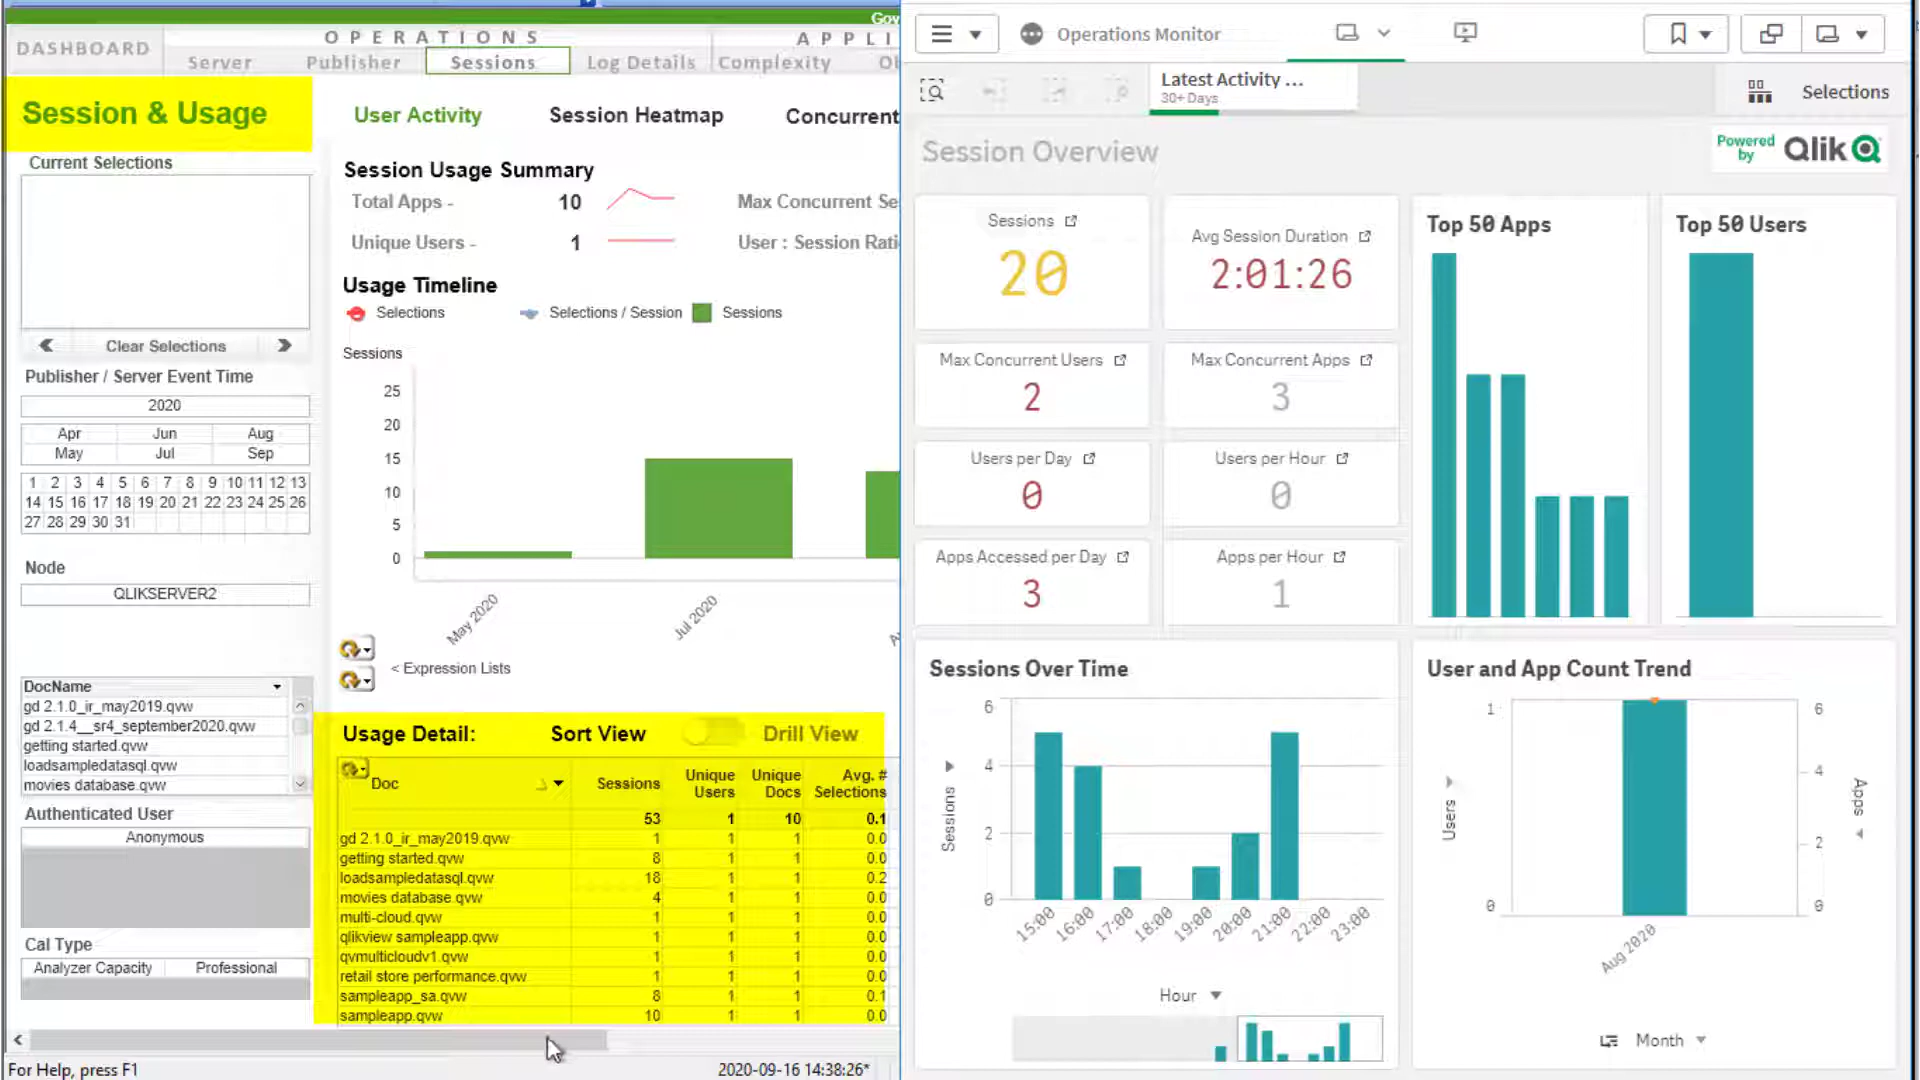 Gov
DASHBOARD
OPERATIONS
APPLI
Server
Publisher
Sessions
Log Details
Complexity
Session & Usage
User Activity
Session Heatmap
Concurrent
Current Selections
Session Usage Summary
Total Apps - 10
Max Concurrent Se
Unique Users - 1
User : Session Rati
Usage Timeline
Selections
Selections / Session
Sessions
Clear Selections
Sessions
25
20
15
10
5
0
May 2020
Jul 2020
< Expression Lists
Publisher / Server Event Time
2020
Apr Jun Aug
May Jul Sep
1 2 3 4 5 6 7 8 9 10 11 12 13
14 15 16 17 18 19 20 21 22 23 24 25 26
27 28 29 30 31
Node
QLIKSERVER2
DocName
gd 2.1.0_ir_may2019.qvw
gd 2.1.4__sr4_september2020.qvw
getting started.qvw
loadsampledatasql.qvw
movies database.qvw
Authenticated User
Anonymous
Cal Type
Analyzer Capacity Professional
Usage Detail: Sort View Drill View
Doc Sessions Unique Users Unique Docs Avg. # Selections
53 1 10 0.1
gd 2.1.0_ir_may2019.qvw 1 1 1 0.0
getting started.qvw 8 1 1 0.0
loadsampledatasql.qvw 18 1 1 0.2
movies database.qvw 4 1 1 0.0
multi-cloud.qvw 1 1 1 0.0
qlikview sampleapp.qvw 1 1 1 0.0
qvmulticloudv1.qvw 1 1 1 0.0
retail store performance.qvw 1 1 1 0.0
sampleapp_sa.qvw 8 1 1 0.1
sampleapp.qvw 10 1 1 0.0
For Help, press F1
2020-09-16 14:38:26*
Operations Monitor
Latest Activity ...
30+ Days
Selections
Session Overview
Powered by Qlik
Sessions
20
Avg Session Duration
2:01:26
Max Concurrent Users
2
Max Concurrent Apps
3
Users per Day
0
Users per Hour
0
Apps Accessed per Day
3
Apps per Hour
1
Top 50 Apps
Top 50 Users
Sessions Over Time
Sessions
6
4
2
0
15:00 16:00 17:00 18:00 19:00 20:00 21:00 22:00 23:00
Hour
User and App Count Trend
Users
1
0
6
4
2
0
Apps
Aug 2020
Month